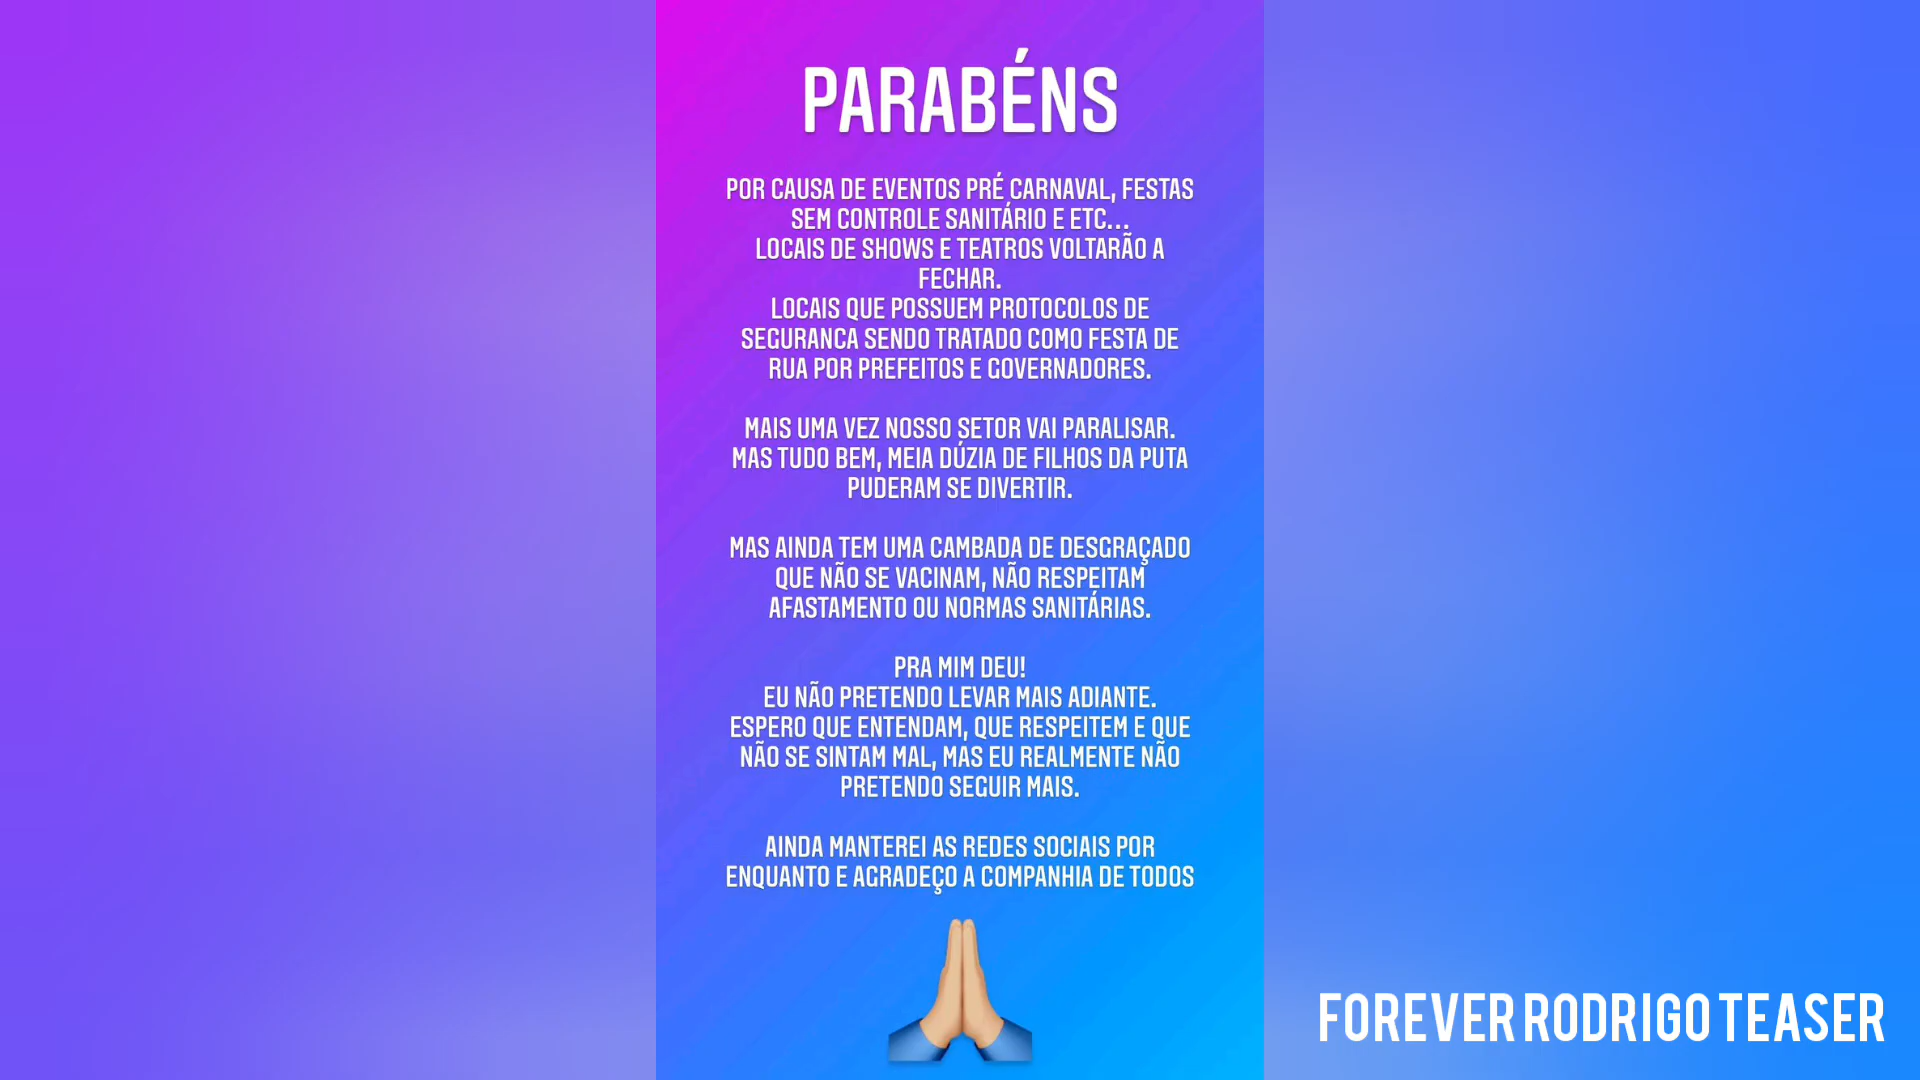 PARABÉNS
POR CAUSA DE EVENTOS PRÉ CARNAVAL, FESTAS
SEM CONTROLE SANITÁRIO E ETC...
LOCAIS DE SHOWS E TEATROS VOLTARÃO A
FECHAR.
LOCAIS QUE POSSUEM PROTOCOLOS DE
SEGURANCA SENDO TRATADO COMO FESTA DE
RUA POR PREFEITOS E GOVERNADORES.
MAIS UMA VEZ NOSSO SETOR VAI PARALISAR.
MAS TUDO BEM, MEIA DÚZIA DE FILHOS DA PUTA
PUDERAM SE DIVERTIR.
MAS AINDA TEM UMA CAMBADA DE DESGRAÇADO
QUE NÃO SE VACINAM, NÃO RESPEITAM
AFASTAMENTO OU NORMAS SANITÁRIAS.
PRA MIM DEU!
EU NÃO PRETENDO LEVAR MAIS ADIANTE.
ESPERO QUE ENTENDAM, QUE RESPEITEM E QUE
NÃO SE SINTAM MAL, MAS EU REALMENTE NÃO
PRETENDO SEGUIR MAIS.
AINDA MANTEREI AS REDES SOCIAIS POR
ENQUANTO E AGRADEÇO A COMPANHIA DE TODOS
FOREVER RODRIGO TEASER